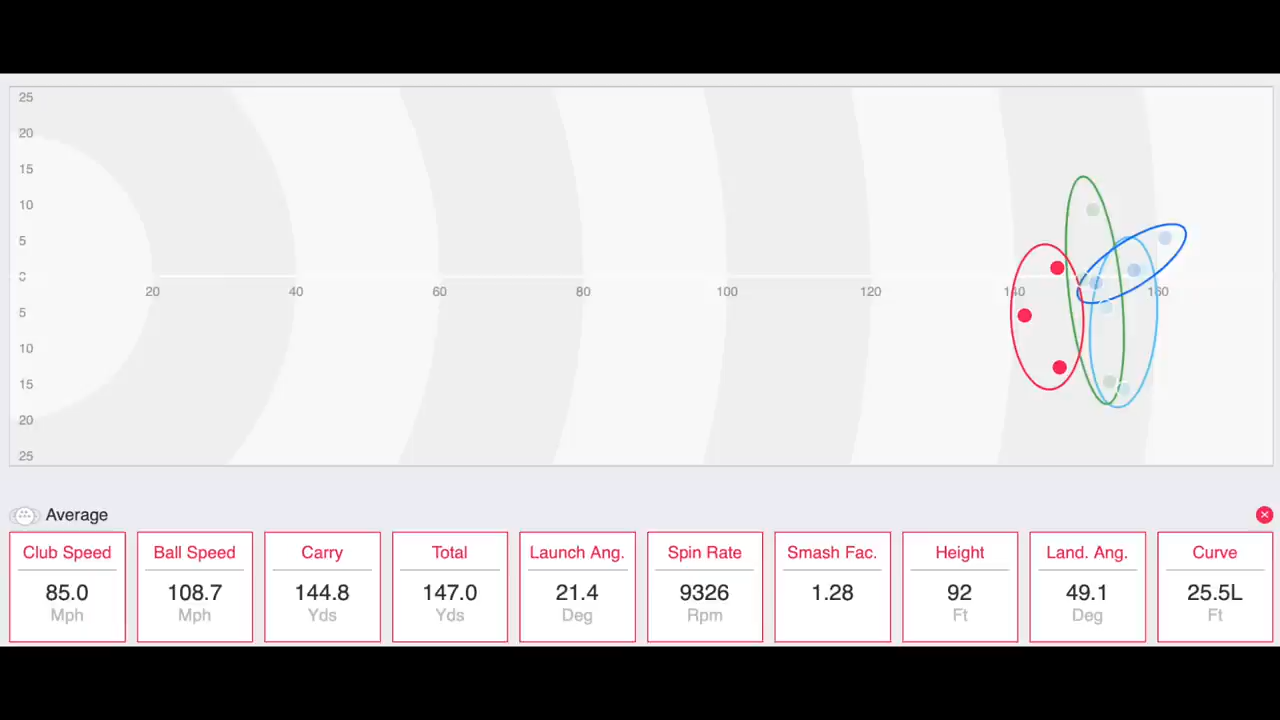 25
20
15
10
5
0
20 40 60 80 100 120 140 160
5
10
15
20
25
Average
Club Speed Ball Speed Carry Total Launch Ang. Spin Rate Smash Fac. Height Land. Ang. Curve
85.0 108.7 144.8 147.0 21.4 9326 1.28 92 49.1 25.5L
Mph Mph Yds Yds Deg Rpm Ft Deg Ft